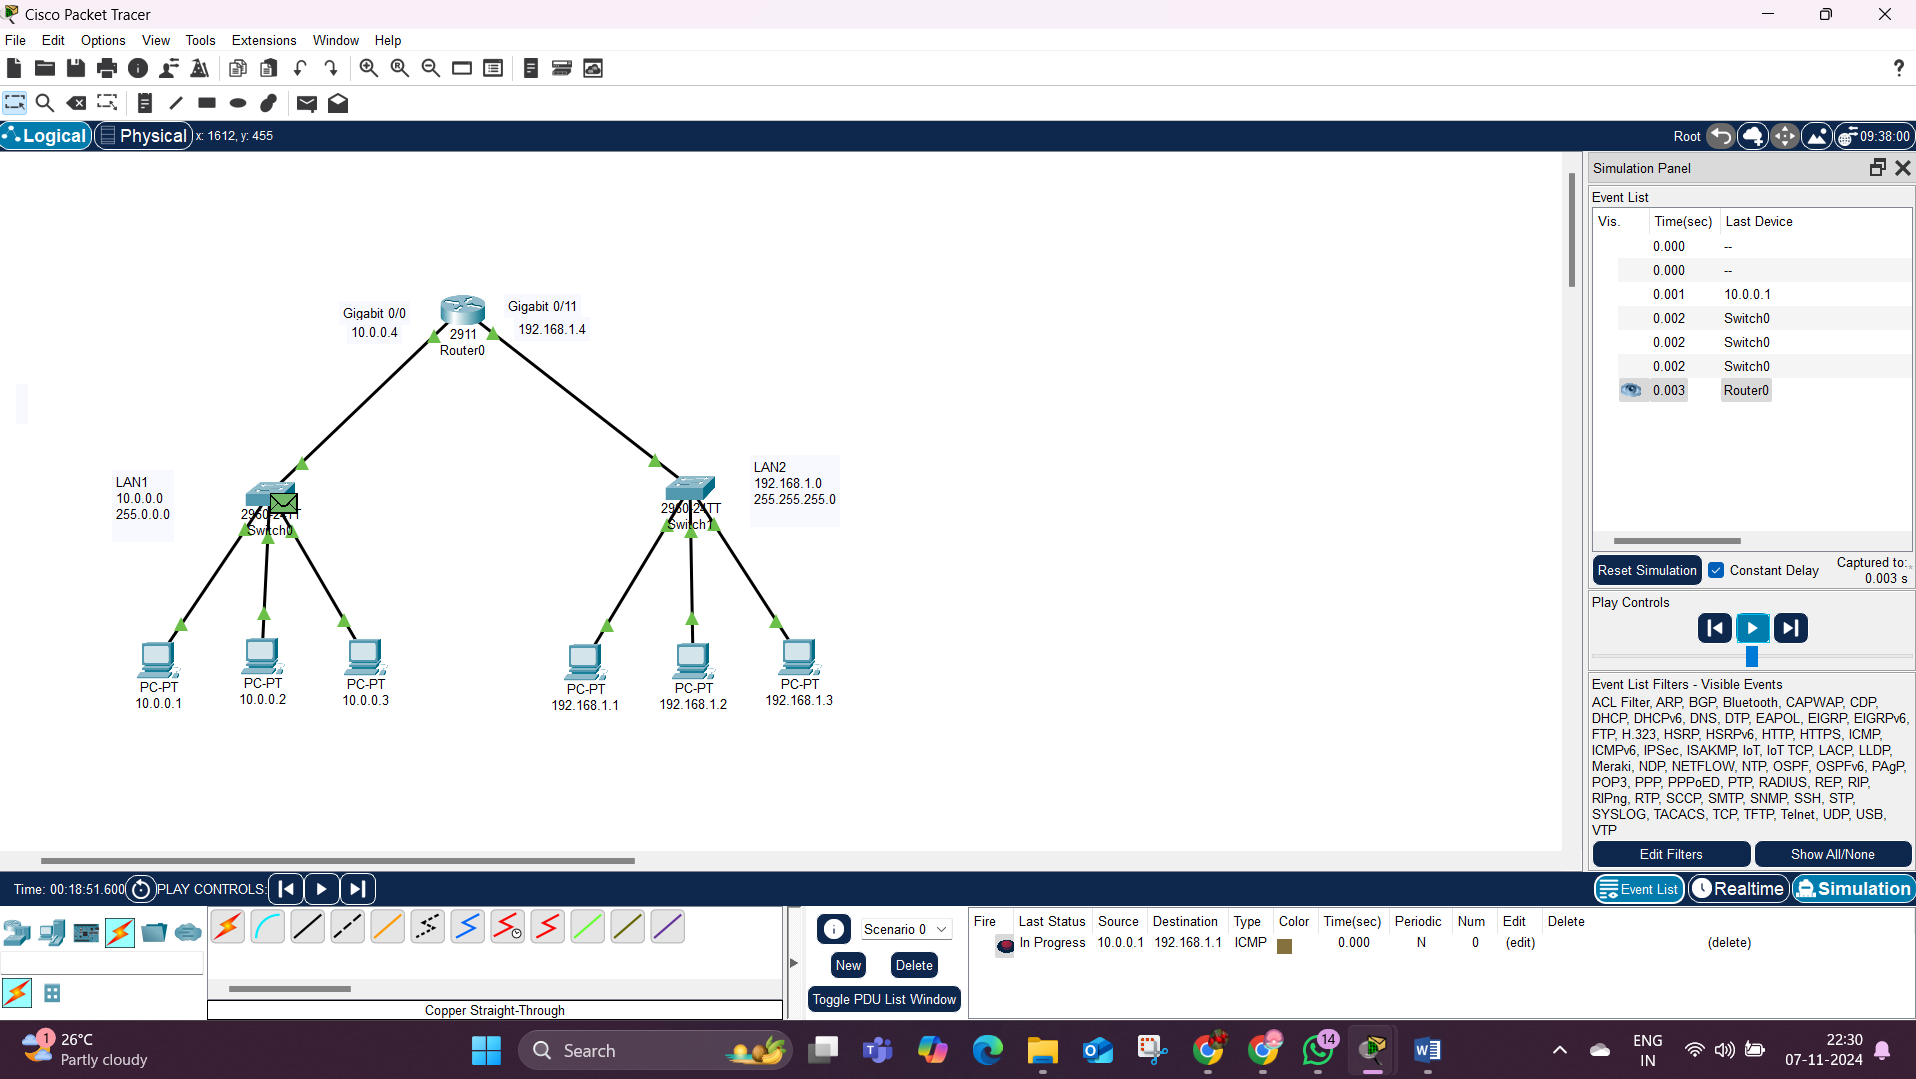 Cisco Packet Tracer
File Edit Options View Tools Extensions Window Help
?
Logical Physical x: 1612, y: 455 Root 09:38:00
Simulation Panel
Event List
Vis. Time(sec) Last Device
0.000 --
0.000 --
0.001 10.0.0.1
0.002 Switch0
0.002 Switch0
0.002 Switch0
0.003 Router0
Reset Simulation Constant Delay Captured to:
0.003 s
Play Controls
Event List Filters - Visible Events
ACL Filter, ARP, BGP, Bluetooth, CAPWAP, CDP,
DHCP, DHCPv6, DNS, DTP, EAPOL, EIGRP, EIGRPv6,
FTP, H.323, HSRP, HSRPv6, HTTP, HTTPS, ICMP,
ICMPv6, IPSec, ISAKMP, IoT, IoT TCP, LACP, LLDP,
Meraki, NDP, NETFLOW, NTP, OSPF, OSPFv6, PAgP,
POP3, PPP, PPPoED, PTP, RADIUS, REP, RIP,
RIPng, RTP, SCCP, SMTP, SNMP, SSH, STP,
SYSLOG, TACACS, TCP, TFTP, Telnet, UDP, USB,
VTP
Edit Filters Show All/None
Gigabit 0/0
10.0.0.4
Gigabit 0/11
192.168.1.4
2911
Router0
LAN1
10.0.0.0
255.0.0.0
2960-24TT
Switch0
2960-24TT
Switch1
LAN2
192.168.1.0
255.255.255.0
PC-PT
10.0.0.1
PC-PT
10.0.0.2
PC-PT
10.0.0.3
PC-PT
192.168.1.1
PC-PT
192.168.1.2
PC-PT
192.168.1.3
Time: 00:18:51.600 PLAY CONTROLS: Event List Realtime Simulation
Copper Straight-Through
Scenario 0
New Delete
Toggle PDU List Window
Fire Last Status Source Destination Type Color Time(sec) Periodic Num Edit Delete
In Progress 10.0.0.1 192.168.1.1 ICMP 0.000 N 0 (edit) (delete)
1
26°C
Partly cloudy
Search
14
ENG
IN
22:30
07-11-2024